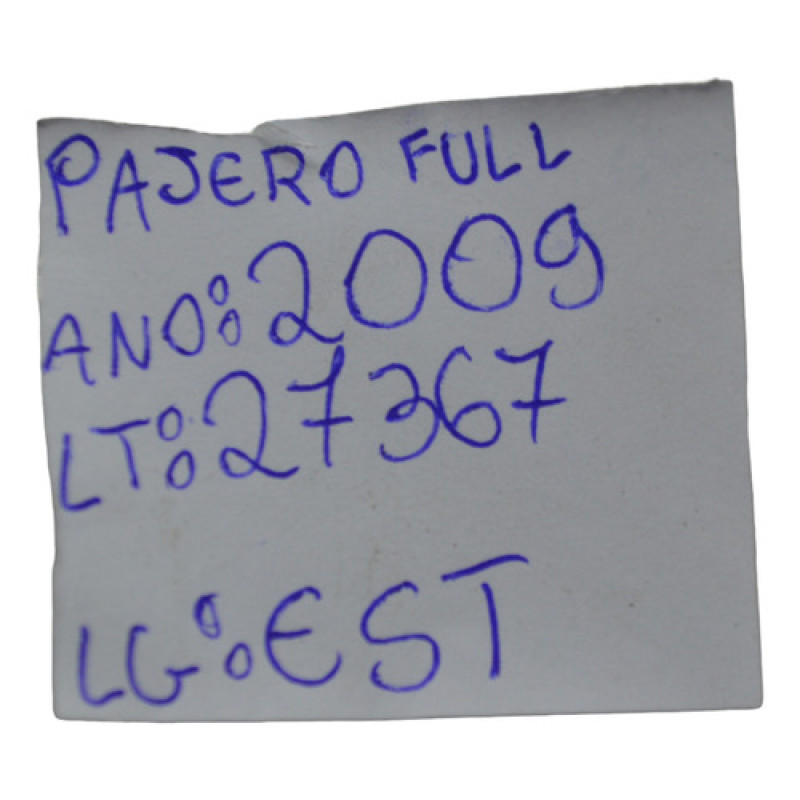 PAJERO FULL
ANO:2009
LT:27367
LG:EST